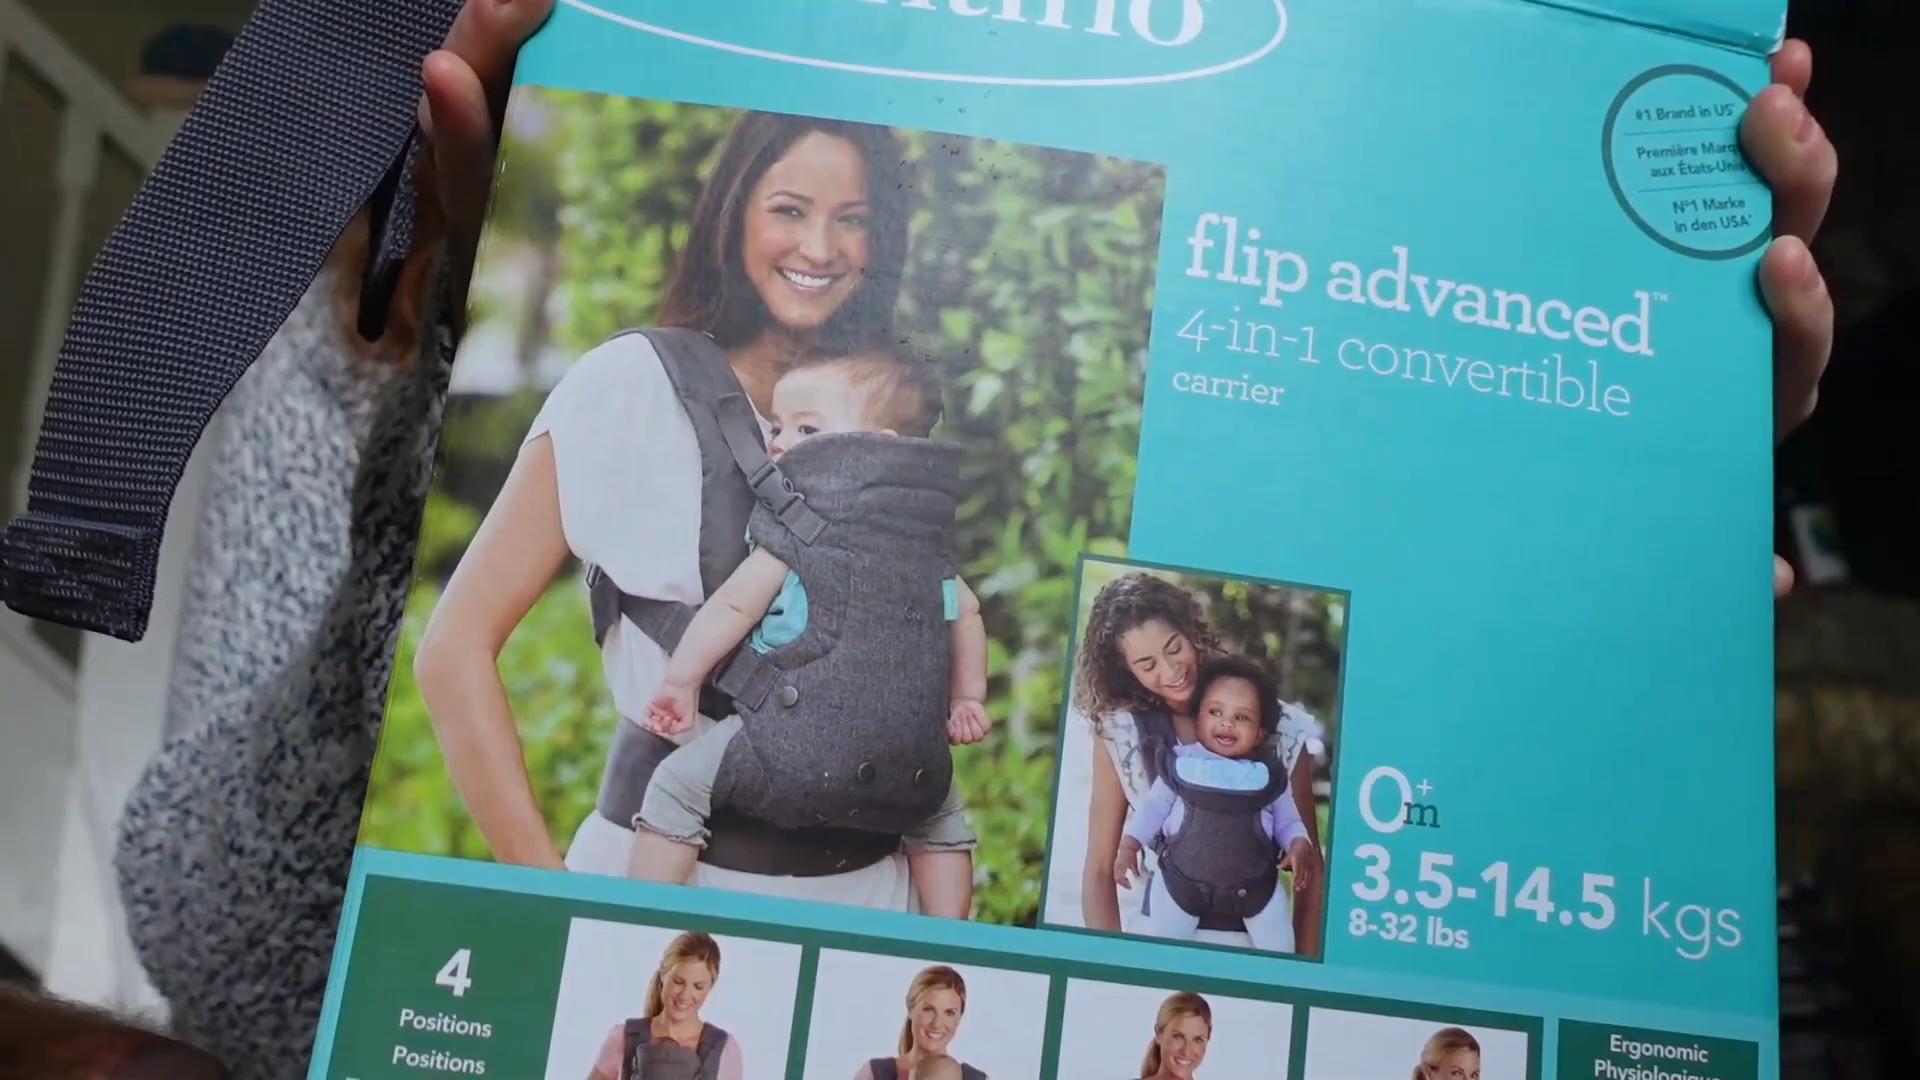 #1 Brand in US*
Première Marq
aux États-Unis
N°1 Marke
in den USA*
flip advanced™
4-in-1 convertible
carrier
0+m
3.5-14.5 kgs
8-32 lbs
4
Positions
Positions
Ergonomic